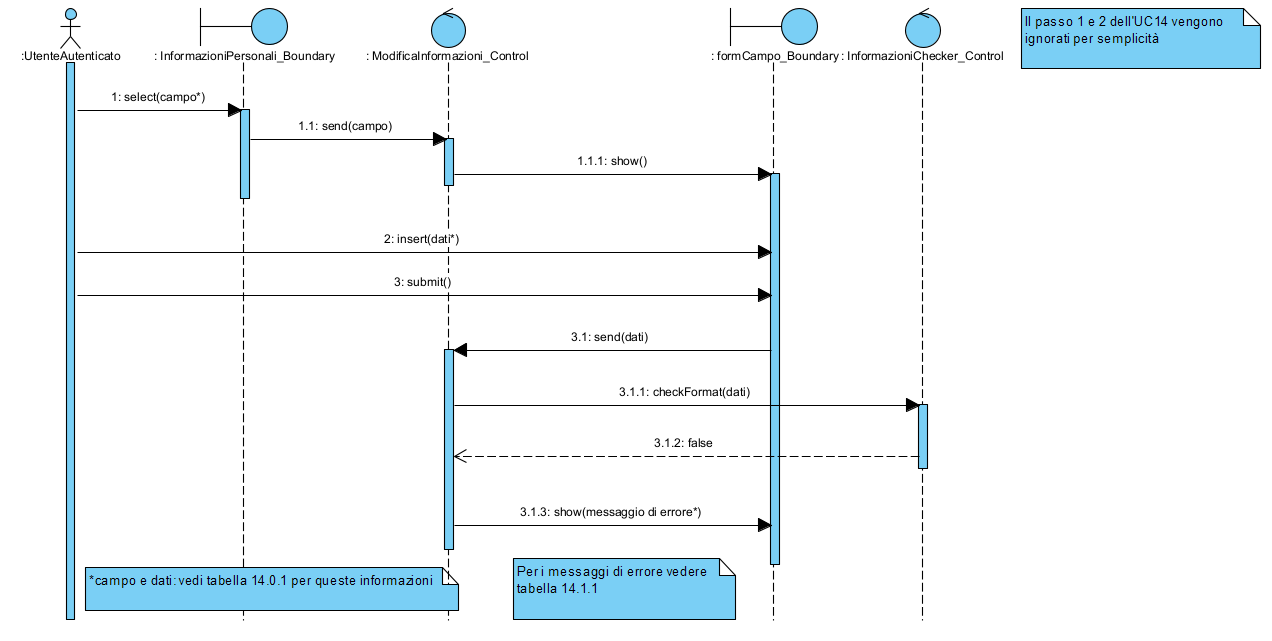 Il passo 1 e 2 dell'UC14 vengono
ignorati per semplicità
:UtenteAutenticato
: InformazioniPersonali_Boundary
: ModificaInformazioni_Control
: formCampo_Boundary
: InformazioniChecker_Control
1: select(campo*)
1.1: send(campo)
1.1.1: show()
2: insert(dati*)
3: submit()
3.1: send(dati)
3.1.1: checkFormat(dati)
3.1.2: false
3.1.3: show(messaggio di errore*)
*campo e dati: vedi tabella 14.0.1 per queste informazioni
Per i messaggi di errore vedere
tabella 14.1.1